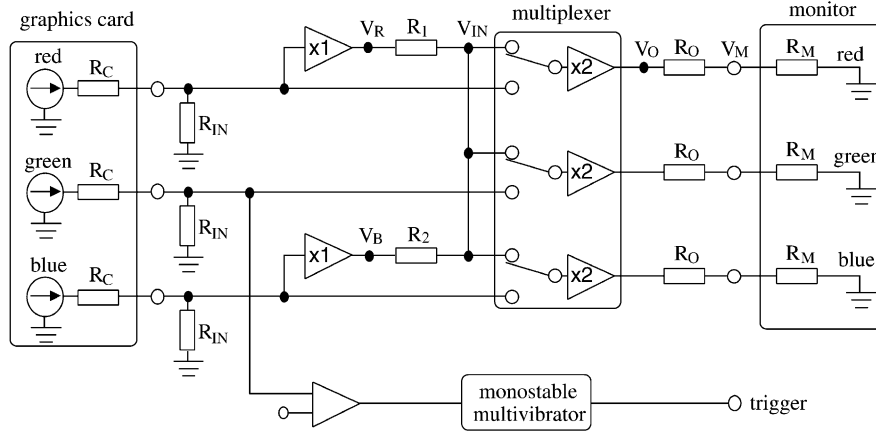 graphics card
multiplexer
monitor
red
R_C
R_IN
x1
V_R
R_1
V_IN
x2
V_O
R_O
V_M
R_M
red
green
R_C
R_IN
x2
R_O
R_M
green
blue
R_C
R_IN
x1
V_B
R_2
x2
R_O
R_M
blue
monostable
multivibrator
trigger